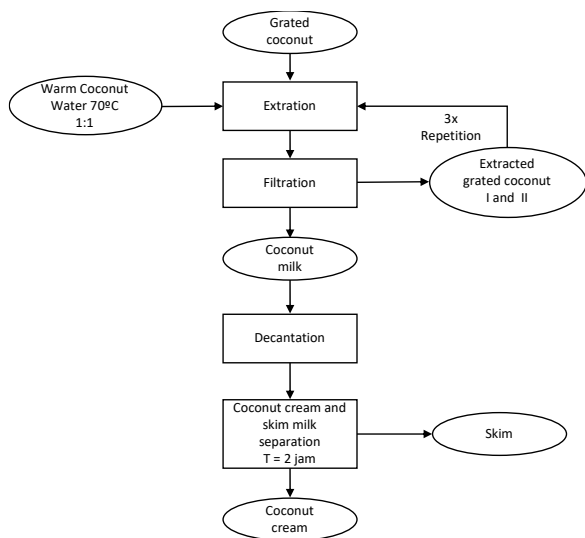 Grated
coconut
Warm Coconut
Water 70ºC
1:1
Extration
3x
Repetition
Filtration
Extracted
grated coconut
I and II
Coconut
milk
Decantation
Coconut cream and
skim milk
separation
T = 2 jam
Skim
Coconut
cream